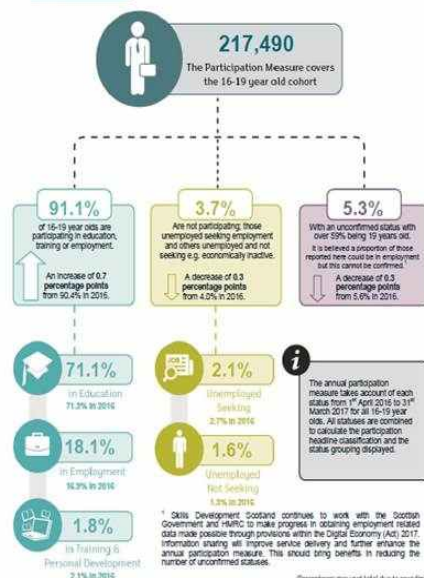 217,490
The Participation Measure covers
the 16-19 year old cohort
91.1%
of 16-19 year olds are
participating in education,
training or employment.
An increase of 0.7
percentage points
from 90.4% in 2016.
3.7%
Are not participating; those
unemployed seeking employment
and others unemployed and not
seeking e.g. economically inactive.
A decrease of 0.3
percentage points
from 4.0% in 2016.
5.3%
With an unconfirmed status with
over 59% being 19 years old.
It is believed a proportion of those
reported here could be in employment
but this cannot be confirmed.
A decrease of 0.3
percentage points
from 5.6% in 2016.
71.1%
in Education
71.3% in 2016
18.1%
in Employment
16.9% in 2016
1.8%
in Training &
Personal Development
2.1% in 2016
JOB
2.1%
Unemployed
Seeking
2.7% in 2016
1.6%
Unemployed
Not Seeking
1.3% in 2016
i
The annual participation
measure takes account of each
status from 1st April 2016 to 31st
March 2017 for all 16-19 year
olds. All statuses are combined
to calculate the participation
headline classification and the
status grouping displayed.
1 Skills Development Scotland continues to work with the Scottish
Government and HMRC to make progress in obtaining employment related
data made possible through provisions within the Digital Economy (Act) 2017.
Information sharing will improve service delivery and further enhance the
annual participation measure. This should bring benefits in reducing the
number of unconfirmed statuses.